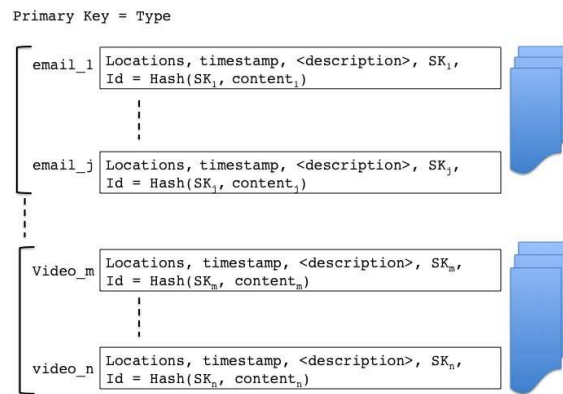 Primary Key = Type
email_1 Locations, timestamp, <description>, SK₁,
Id = Hash(SK₁, content₁)
email_j Locations, timestamp, <description>, SKⱼ,
Id = Hash(SKⱼ, contentⱼ)
Video_m Locations, timestamp, <description>, SKₘ,
Id = Hash(SKₘ, contentₘ)
video_n Locations, timestamp, <description>, SKₙ,
Id = Hash(SKₙ, contentₙ)